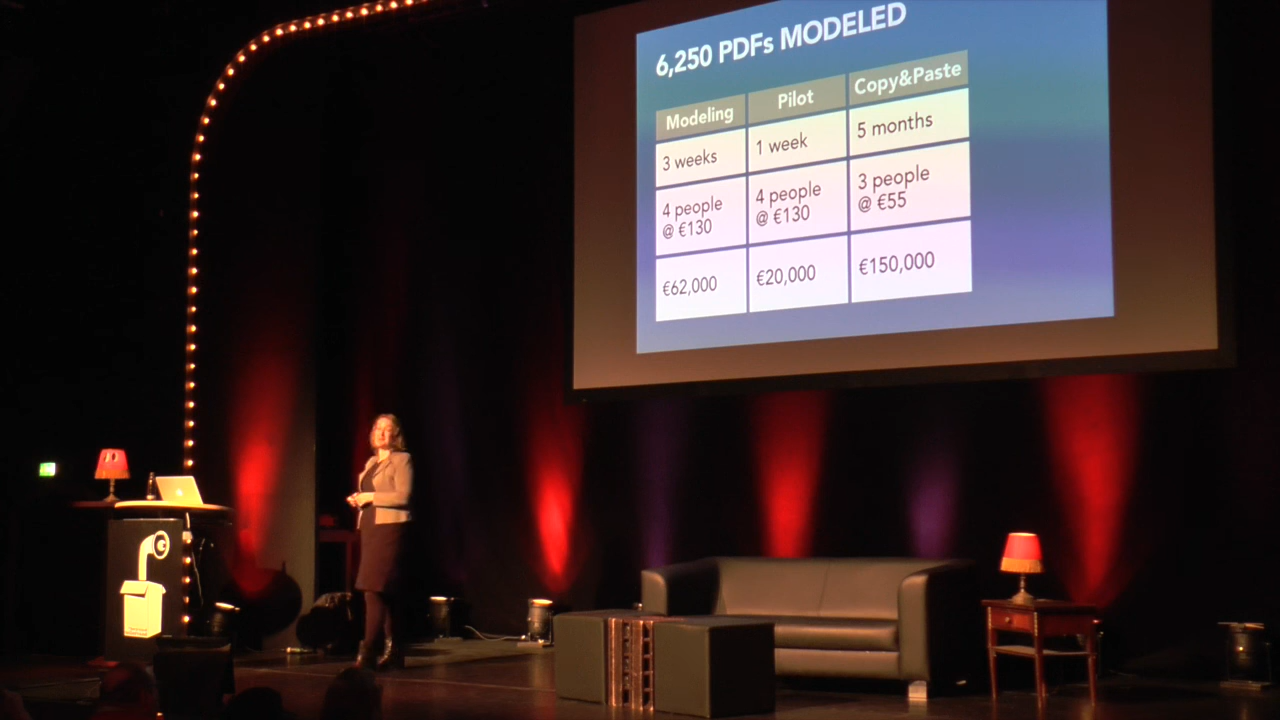 6,250 PDFs MODELED
Modeling Pilot Copy&Paste
3 weeks 1 week 5 months
4 people @ €130 4 people @ €130 3 people @ €55
€62,000 €20,000 €150,000